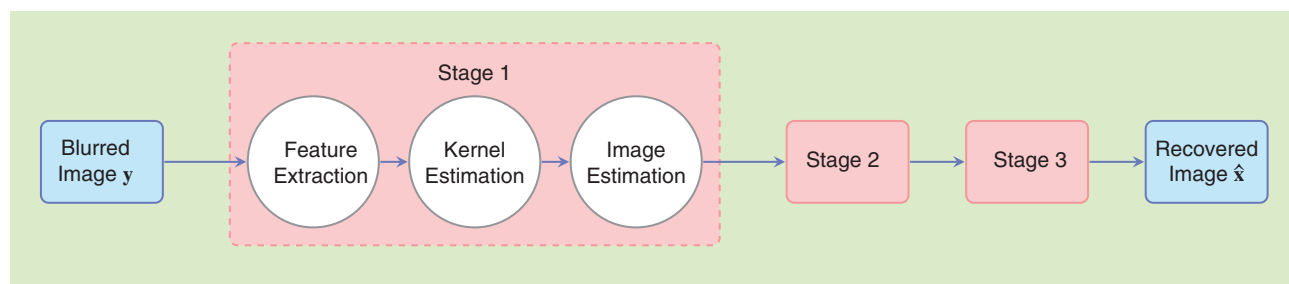 Stage 1
Blurred
Image y
Feature
Extraction
Kernel
Estimation
Image
Estimation
Stage 2
Stage 3
Recovered
Image x̂